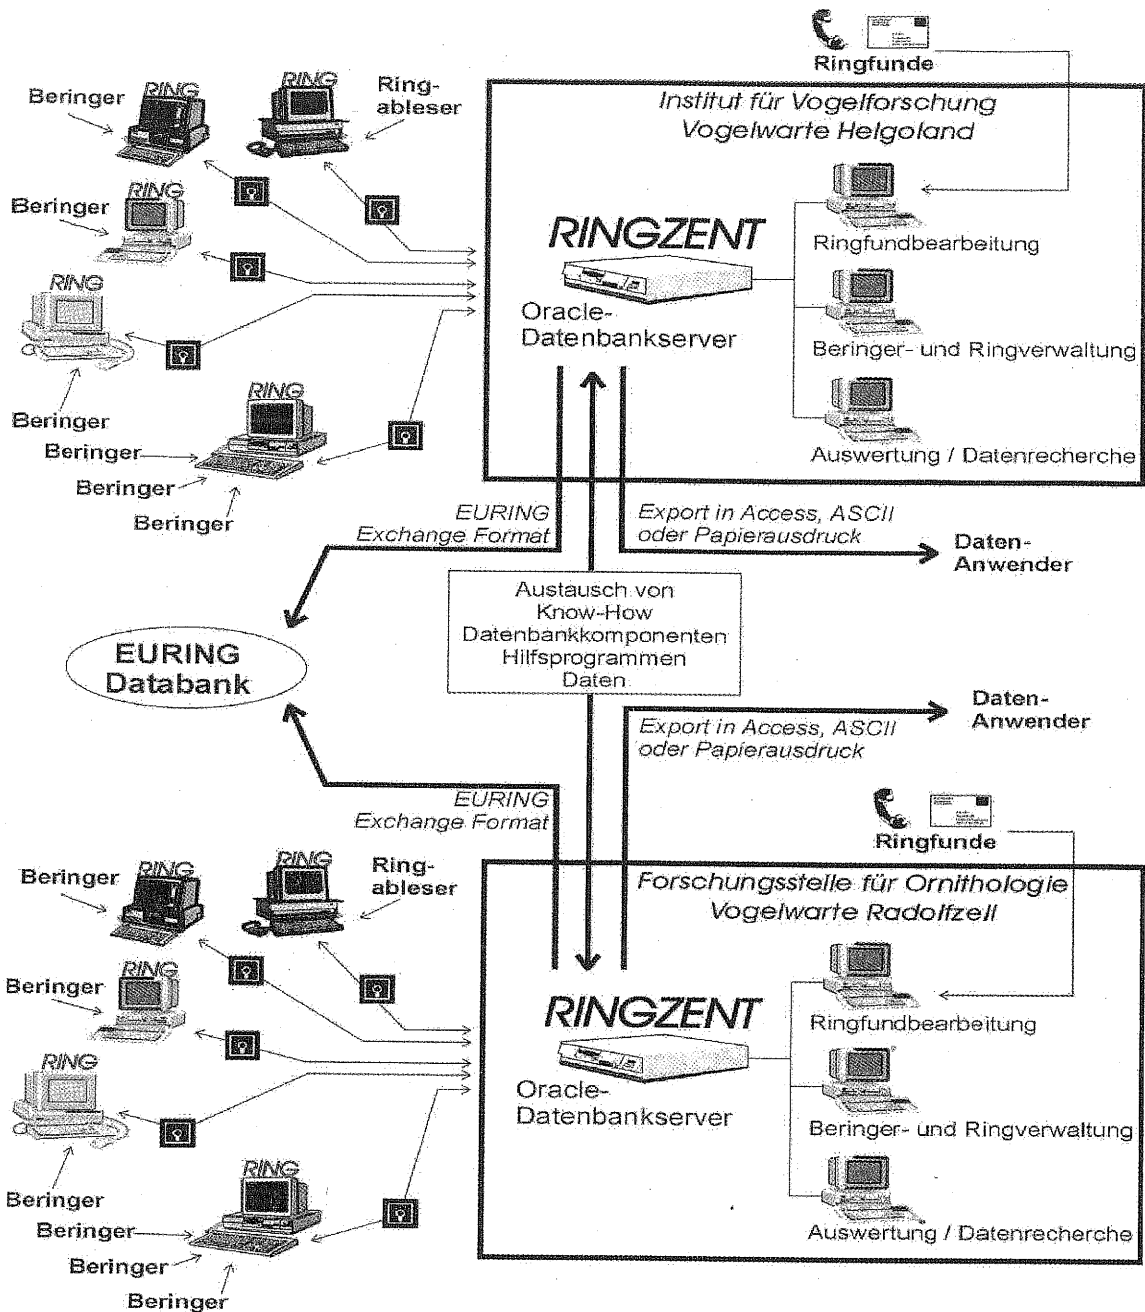 Ringfunde
Institut für Vogelforschung
Vogelwarte Helgoland
Beringer
RING
RING
Ring-
ableser
Beringer
RING
RING
Beringer
RING
Beringer
Beringer
Beringer
RINGZENT
Oracle-
Datenbankserver
Ringfundbearbeitung
Beringer- und Ringverwaltung
Auswertung / Datenrecherche
EURING
Exchange Format
Export in Access, ASCII
oder Papierausdruck
Daten-
Anwender
Austausch von
Know-How
Datenbankkomponenten
Hilfsprogrammen
Daten
EURING
Databank
Daten-
Anwender
Export in Access, ASCII
oder Papierausdruck
EURING
Exchange Format
Ringfunde
Forschungsstelle für Ornithologie
Vogelwarte Radolfzell
Beringer
RING
RING
Ring-
ableser
Beringer
RING
RING
Beringer
RING
Beringer
Beringer
Beringer
RINGZENT
Oracle-
Datenbankserver
Ringfundbearbeitung
Beringer- und Ringverwaltung
Auswertung / Datenrecherche